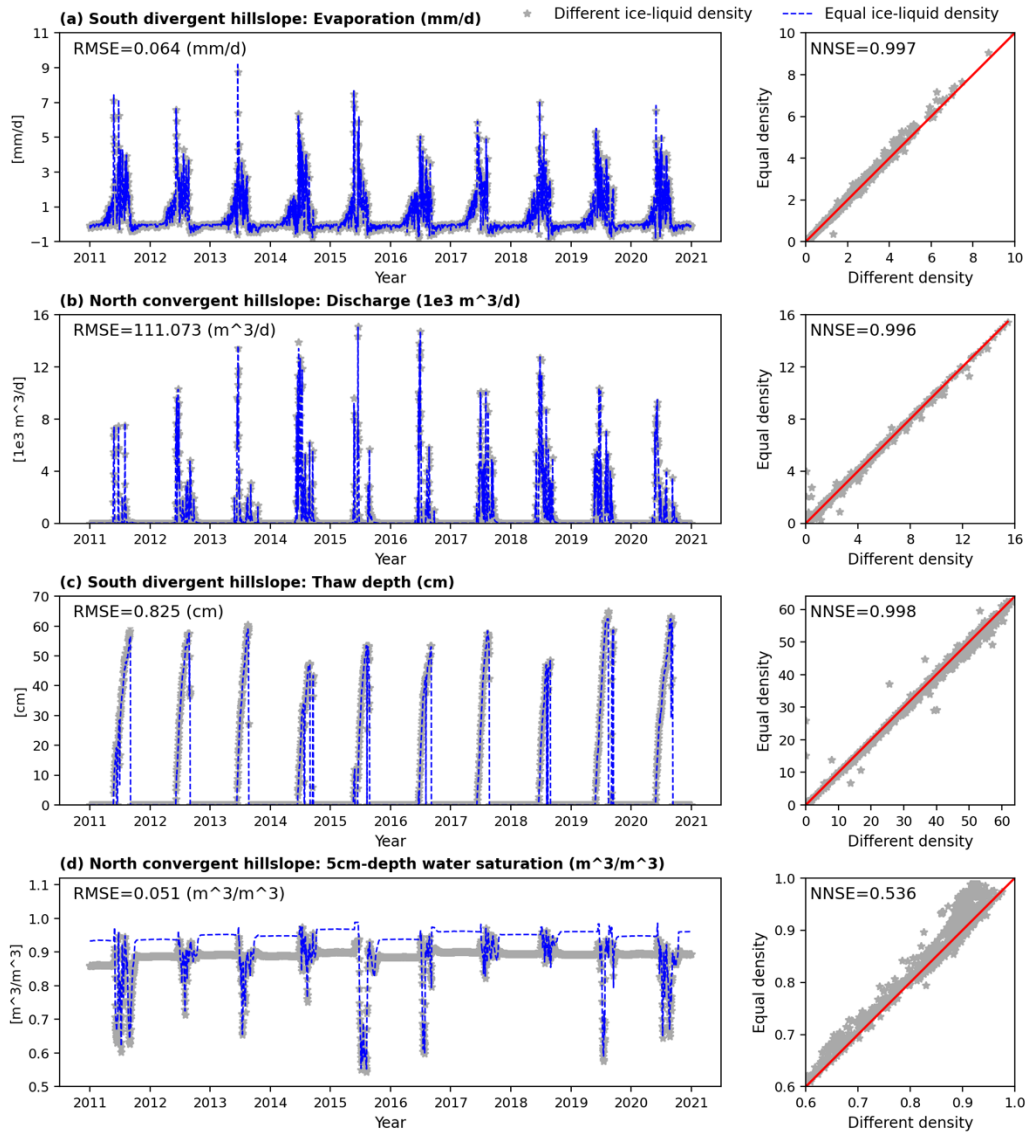 (a) South divergent hillslope: Evaporation (mm/d)
Different ice-liquid density
Equal ice-liquid density
RMSE=0.064 (mm/d)
[mm/d]
11
9
7
5
3
1
−1
2011 2012 2013 2014 2015 2016 2017 2018 2019 2020 2021
Year
NNSE=0.997
Equal density
10
8
6
4
2
0
0 2 4 6 8 10
Different density
(b) North convergent hillslope: Discharge (1e3 m^3/d)
RMSE=111.073 (m^3/d)
[1e3 m^3/d]
16
12
8
4
0
2011 2012 2013 2014 2015 2016 2017 2018 2019 2020 2021
Year
NNSE=0.996
Equal density
16
12
8
4
0
0 4 8 12 16
Different density
(c) South divergent hillslope: Thaw depth (cm)
RMSE=0.825 (cm)
[cm]
70
60
50
40
30
20
10
0
2011 2012 2013 2014 2015 2016 2017 2018 2019 2020 2021
Year
NNSE=0.998
Equal density
60
50
40
30
20
10
0
0 10 20 30 40 50 60
Different density
(d) North convergent hillslope: 5cm-depth water saturation (m^3/m^3)
RMSE=0.051 (m^3/m^3)
[m^3/m^3]
1.1
1.0
0.9
0.8
0.7
0.6
0.5
2011 2012 2013 2014 2015 2016 2017 2018 2019 2020 2021
Year
NNSE=0.536
Equal density
1.0
0.9
0.8
0.7
0.6
0.6 0.7 0.8 0.9 1.0
Different density